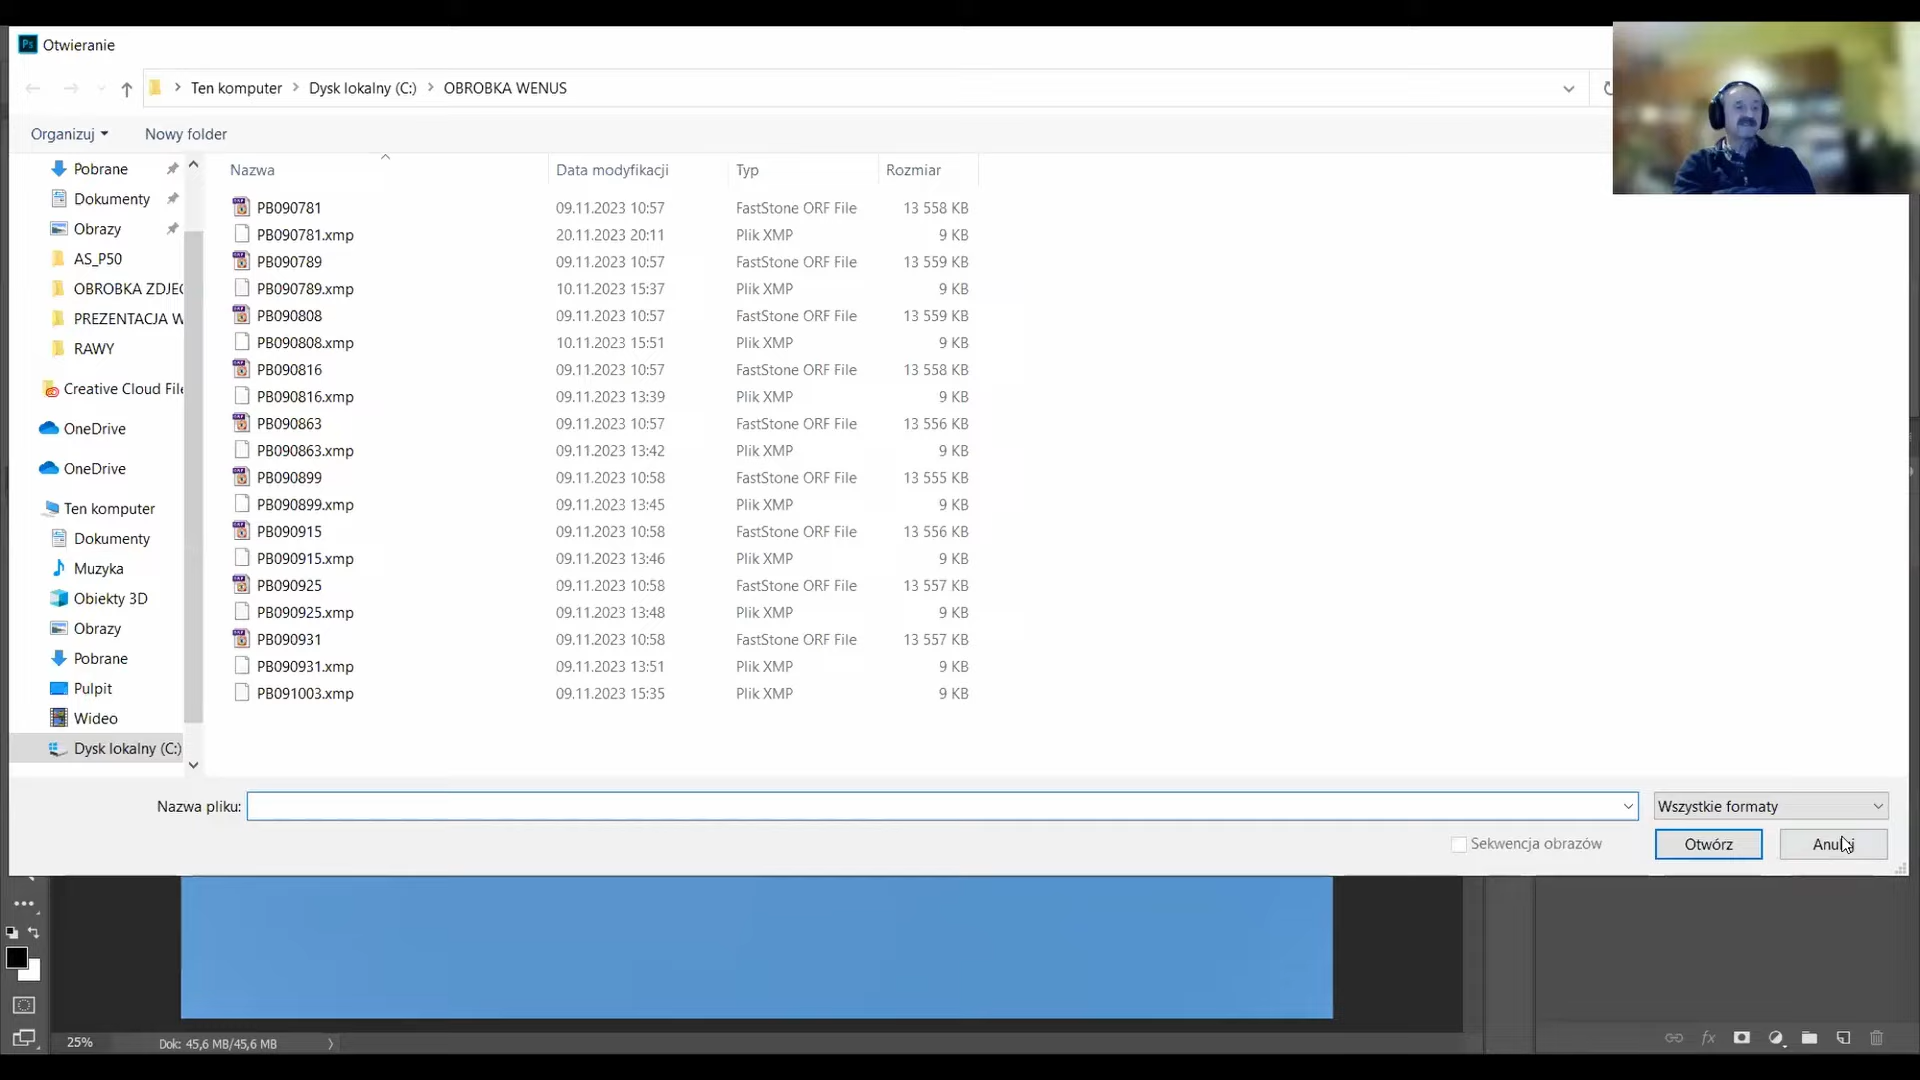 Ps Otwieranie
Ten komputer > Dysk lokalny (C:) > OBROBKA WENUS
Organizuj Nowy folder
Pobrane
Dokumenty
Obrazy
AS_P50
OBROBKA ZDJĘC
PREZENTACJA W
RAWY
Creative Cloud File
OneDrive
OneDrive
Ten komputer
Dokumenty
Muzyka
Obiekty 3D
Obrazy
Pobrane
Pulpit
Wideo
Dysk lokalny (C:)
Nazwa Data modyfikacji Typ Rozmiar
PB090781 09.11.2023 10:57 FastStone ORF File 13 558 KB
PB090781.xmp 20.11.2023 20:11 Plik XMP 9 KB
PB090789 09.11.2023 10:57 FastStone ORF File 13 559 KB
PB090789.xmp 10.11.2023 15:37 Plik XMP 9 KB
PB090808 09.11.2023 10:57 FastStone ORF File 13 559 KB
PB090808.xmp 10.11.2023 15:51 Plik XMP 9 KB
PB090816 09.11.2023 10:57 FastStone ORF File 13 558 KB
PB090816.xmp 09.11.2023 13:39 Plik XMP 9 KB
PB090863 09.11.2023 10:57 FastStone ORF File 13 556 KB
PB090863.xmp 09.11.2023 13:42 Plik XMP 9 KB
PB090899 09.11.2023 10:58 FastStone ORF File 13 555 KB
PB090899.xmp 09.11.2023 13:45 Plik XMP 9 KB
PB090915 09.11.2023 10:58 FastStone ORF File 13 556 KB
PB090915.xmp 09.11.2023 13:46 Plik XMP 9 KB
PB090925 09.11.2023 10:58 FastStone ORF File 13 557 KB
PB090925.xmp 09.11.2023 13:48 Plik XMP 9 KB
PB090931 09.11.2023 10:58 FastStone ORF File 13 557 KB
PB090931.xmp 09.11.2023 13:51 Plik XMP 9 KB
PB091003.xmp 09.11.2023 15:35 Plik XMP 9 KB
Nazwa pliku: Wszystkie formaty
Sekwencja obrazów Otwórz Anuluj
25% Dok: 45,6 MB/45,6 MB
fx